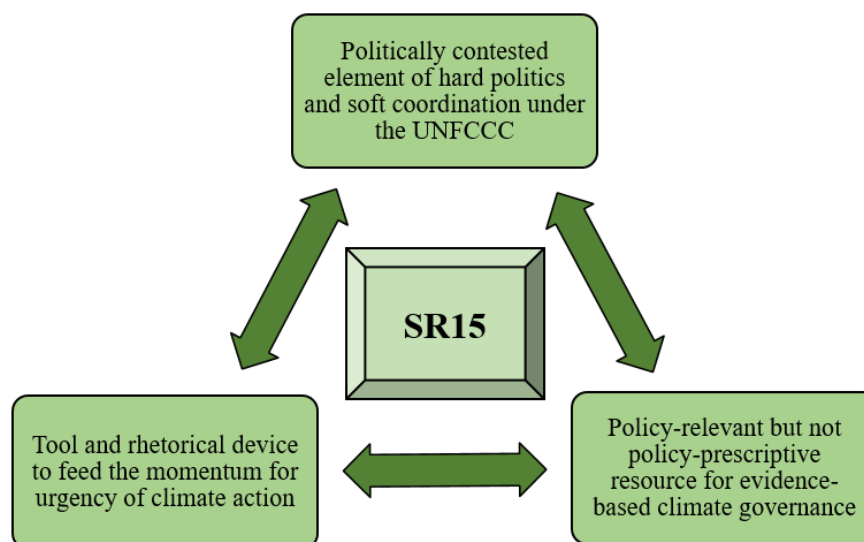 Politically contested
element of hard politics
and soft coordination under
the UNFCCC
SR15
Tool and rhetorical device
to feed the momentum for
urgency of climate action
Policy-relevant but not
policy-prescriptive
resource for evidence-
based climate governance